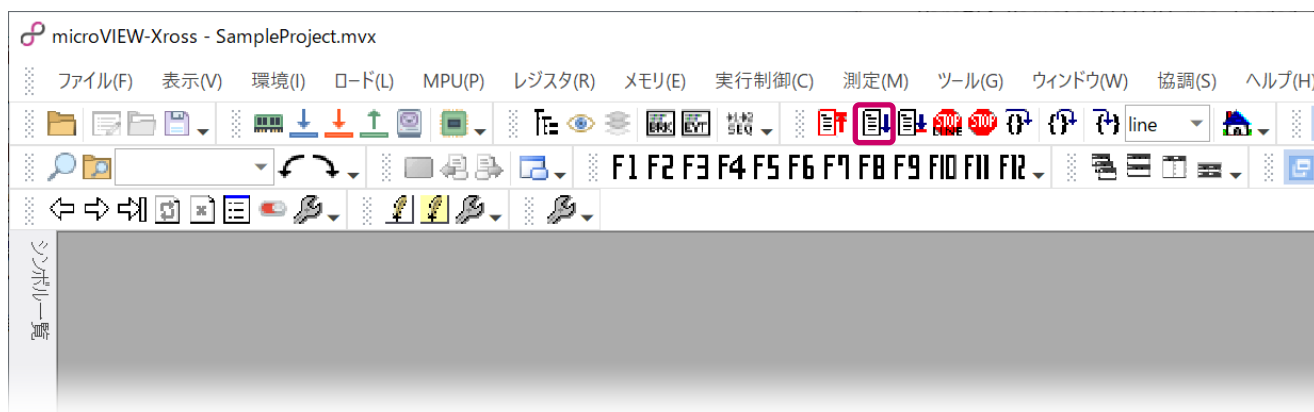 microVIEW-Xross - SampleProject.mvx
ファイル(F) 表示(V) 環境(I) ロード(L) MPU(P) レジスタ(R) メモリ(E) 実行制御(C) 測定(M) ツール(G) ウィンドウ(W) 協調(S) ヘルプ(H)
BRK EVT SEQ STOP LINE STOP line
F1 F2 F3 F4 F5 F6 F7 F8 F9 F10 F11 F12
シンボル一覧